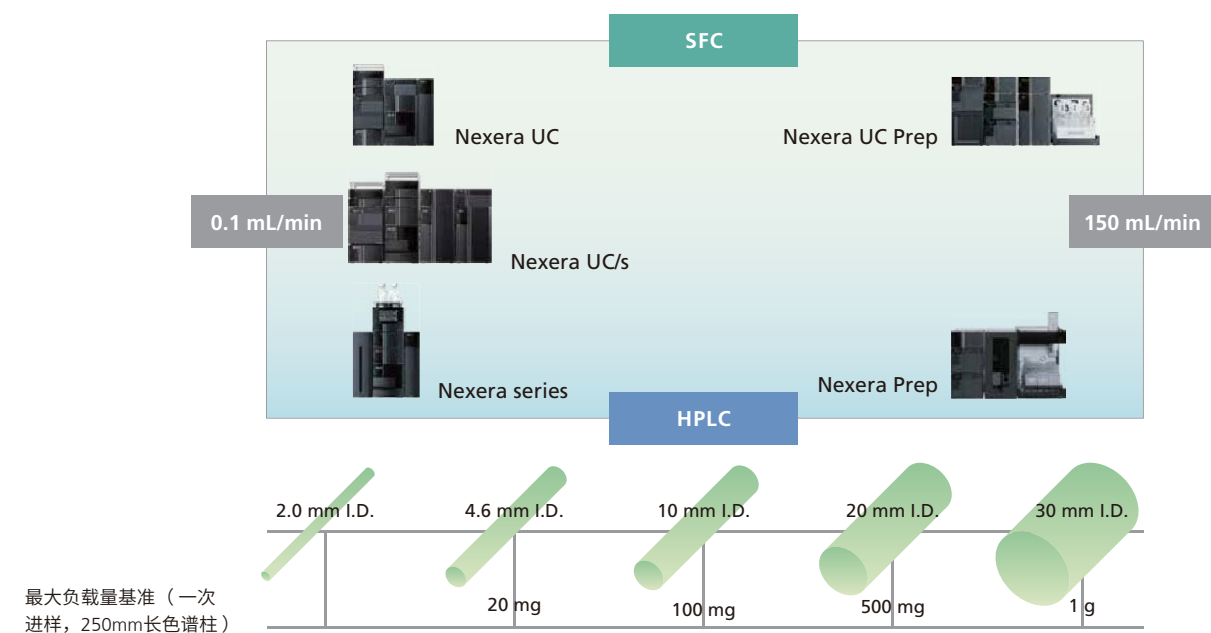 SFC
Nexera UC
Nexera UC Prep
0.1 mL/min
150 mL/min
Nexera UC/s
Nexera series
Nexera Prep
HPLC
2.0 mm I.D.
4.6 mm I.D.
10 mm I.D.
20 mm I.D.
30 mm I.D.
最大负载量基准（一次
进样，250mm长色谱柱）
20 mg
100 mg
500 mg
1 g